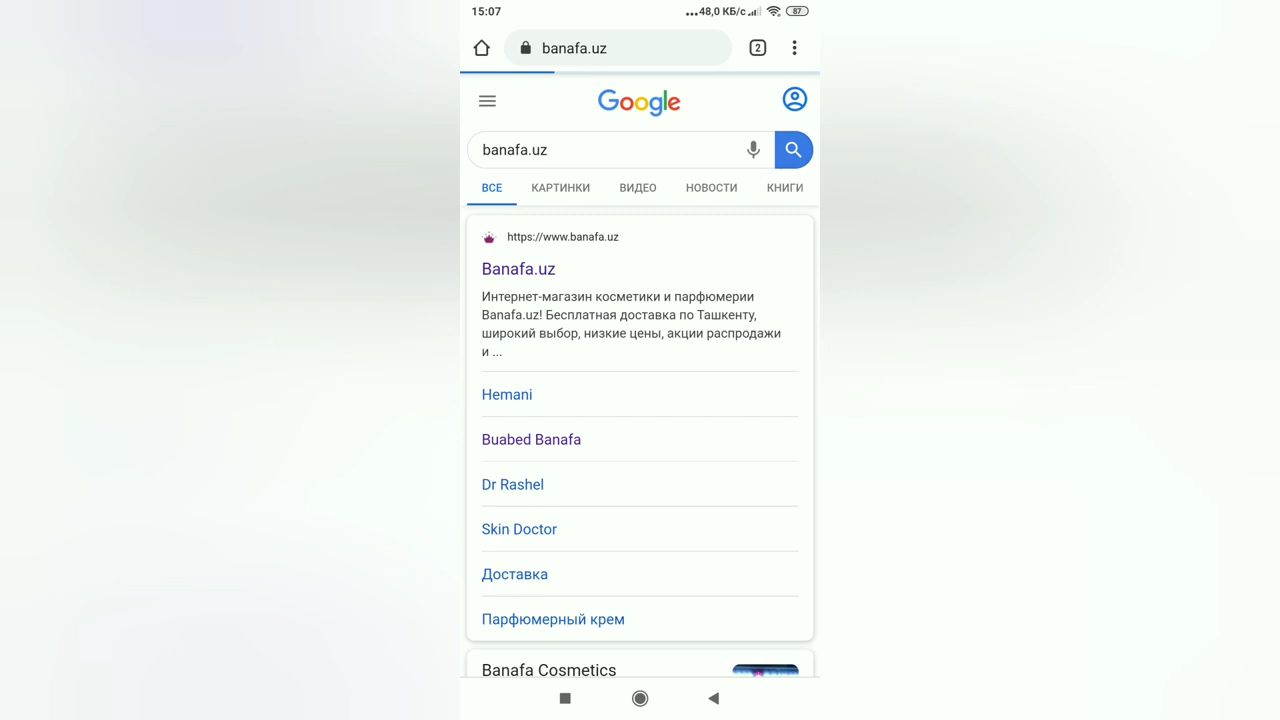 15:07
...48,0 КБ/с
87
banafa.uz
2
Google
banafa.uz
ВСЕ
КАРТИНКИ
ВИДЕО
НОВОСТИ
КНИГИ
https://www.banafa.uz
Banafa.uz
Интернет-магазин косметики и парфюмерии
Banafa.uz! Бесплатная доставка по Ташкенту,
широкий выбор, низкие цены, акции распродажи
и ...
Hemani
Buabed Banafa
Dr Rashel
Skin Doctor
Доставка
Парфюмерный крем
Banafa Cosmetics